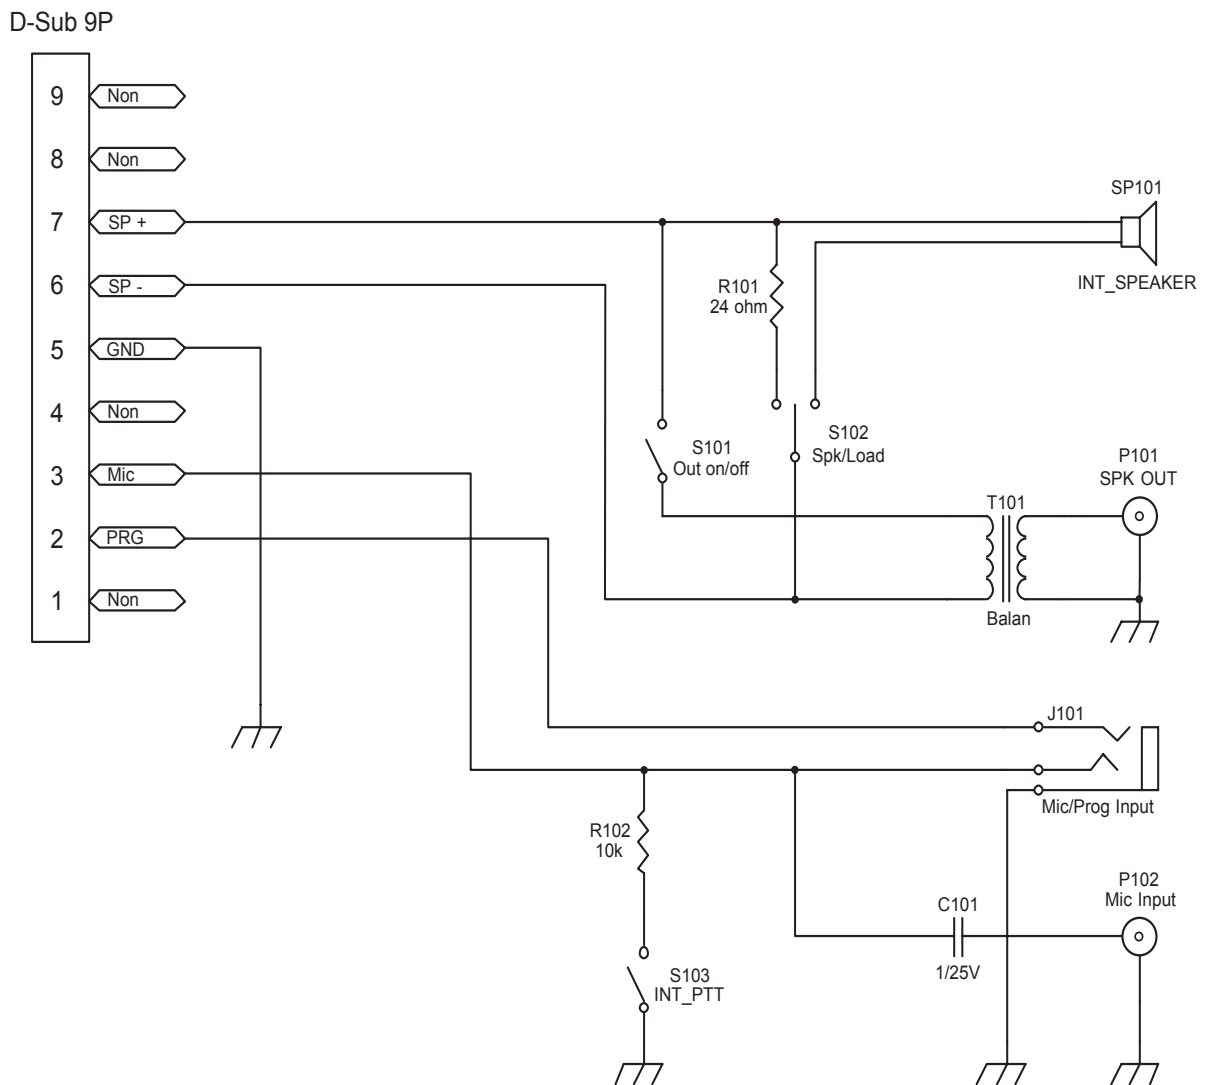 D-Sub 9P
9 Non
8 Non
7 SP +
6 SP -
5 GND
4 Non
3 Mic
2 PRG
1 Non
SP101
INT_SPEAKER
R101
24 ohm
S101
Out on/off
S102
Spk/Load
P101
SPK OUT
T101
Balan
J101
Mic/Prog Input
R102
10k
P102
Mic Input
C101
1/25V
S103
INT_PTT